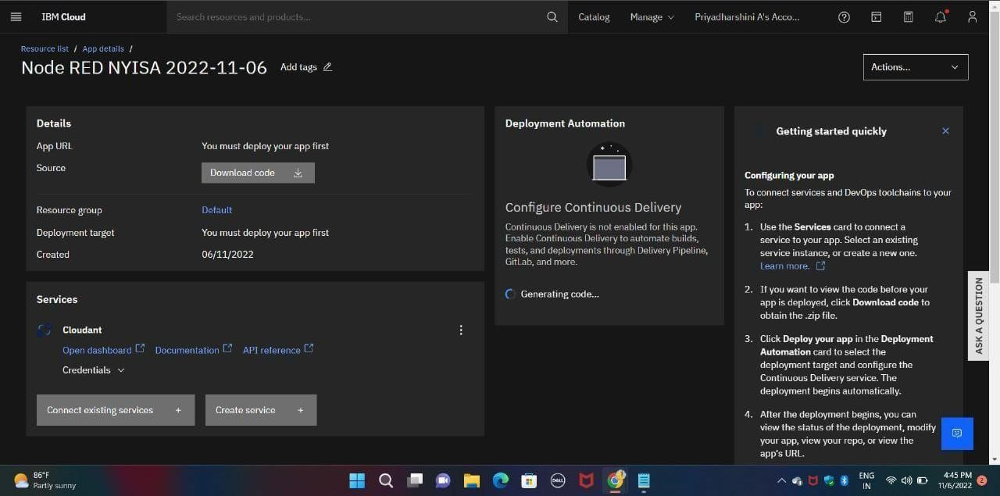 IBM Cloud
Search resources and products...
Catalog
Manage
Priyadharshini A's Acco...
Resource list / App details /
Node RED NYISA 2022-11-06
Add tags
Actions...
Details
App URL
You must deploy your app first
Source
Download code
Resource group
Default
Deployment target
You must deploy your app first
Created
06/11/2022
Services
Cloudant
Open dashboard
Documentation
API reference
Credentials
Connect existing services +
Create service +
Deployment Automation
Configure Continuous Delivery
Continuous Delivery is not enabled for this app.
Enable Continuous Delivery to automate builds,
tests, and deployments through Delivery Pipeline,
GitLab, and more.
Generating code...
Getting started quickly
Configuring your app
To connect services and DevOps toolchains to your
app:
1. Use the Services card to connect a
service to your app. Select an existing
service instance, or create a new one.
Learn more.
2. If you want to view the code before your
app is deployed, click Download code to
obtain the .zip file.
3. Click Deploy your app in the Deployment
Automation card to select the
deployment target and configure the
Continuous Delivery service. The
deployment begins automatically.
4. After the deployment begins, you can
view the status of the deployment, modify
your app, view your repo, or view the
app's URL.
ASK A QUESTION
86°F
Partly sunny
DELL
ENG
IN
4:45 PM
11/6/2022
2